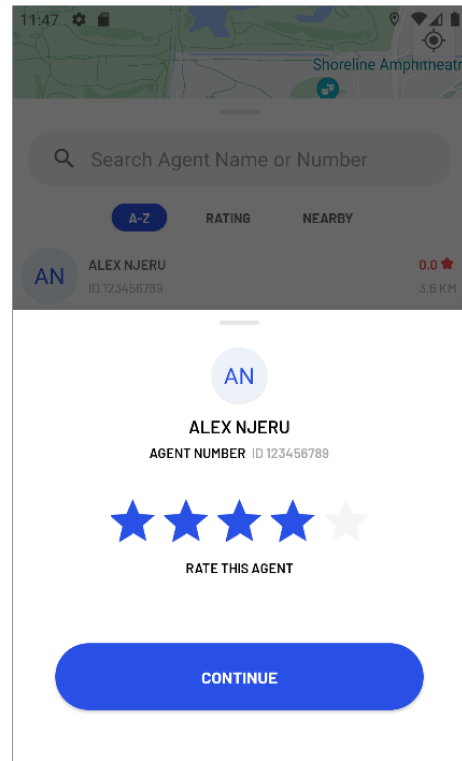 11:47
Shoreline Amphitheatr
Search Agent Name or Number
A-Z RATING NEARBY
AN ALEX NJERU 0.0
ID 123456789 3.6 KM
AN
ALEX NJERU
AGENT NUMBER ID 123456789
RATE THIS AGENT
CONTINUE